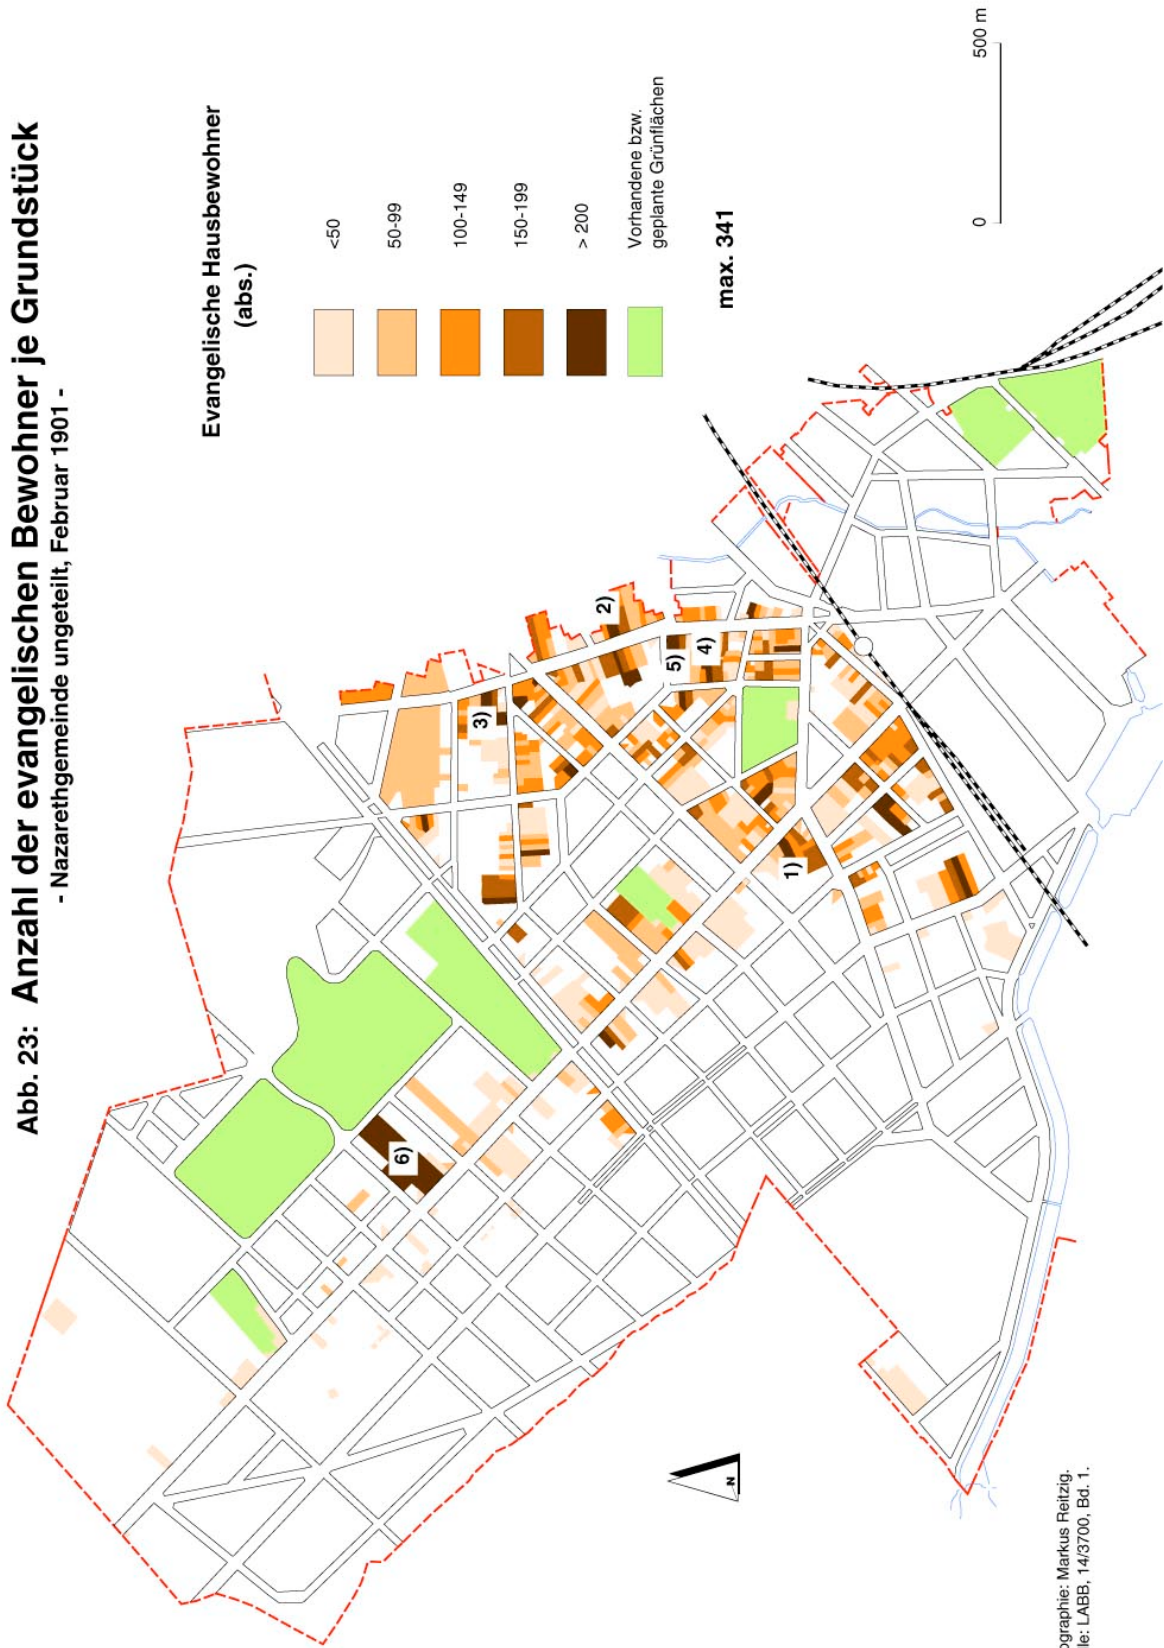 Abb. 23: Anzahl der evangelischen Bewohner je Grundstück
- Nazarethgemeinde ungeteilt, Februar 1901 -
Evangelische Hausbewohner
(abs.)
<50
50-99
100-149
150-199
> 200
Vorhandene bzw.
geplante Grünflächen
max. 341
0 500 m
1)
2)
3)
4)
5)
6)
N
ographie: Markus Reitzig.
lle: LABB, 14/3700, Bd. 1.